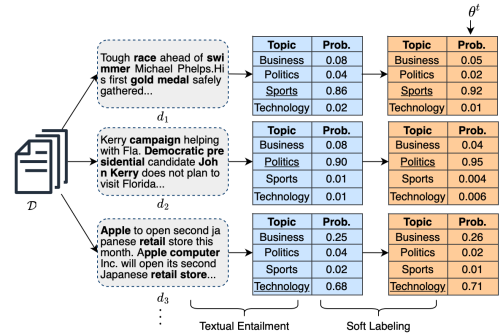 θᵗ
Tough race ahead of swi
mmer Michael Phelps.Hi
s first gold medal safely
gathered...
d₁
Topic Prob.
Business 0.08
Politics 0.04
Sports 0.86
Technology 0.02
Topic Prob.
Business 0.05
Politics 0.02
Sports 0.92
Technology 0.01
𝒟
Kerry campaign helping
with Fla. Democratic pre
sidential candidate Joh
n Kerry does not plan to
visit Florida...
d₂
Topic Prob.
Business 0.08
Politics 0.90
Sports 0.01
Technology 0.01
Topic Prob.
Business 0.04
Politics 0.95
Sports 0.004
Technology 0.006
Apple to open second ja
panese retail store this
month. Apple computer
Inc. will open its second
Japanese retail store...
d₃
Topic Prob.
Business 0.25
Politics 0.04
Sports 0.02
Technology 0.68
Topic Prob.
Business 0.26
Politics 0.02
Sports 0.01
Technology 0.71
Textual Entailment
Soft Labeling